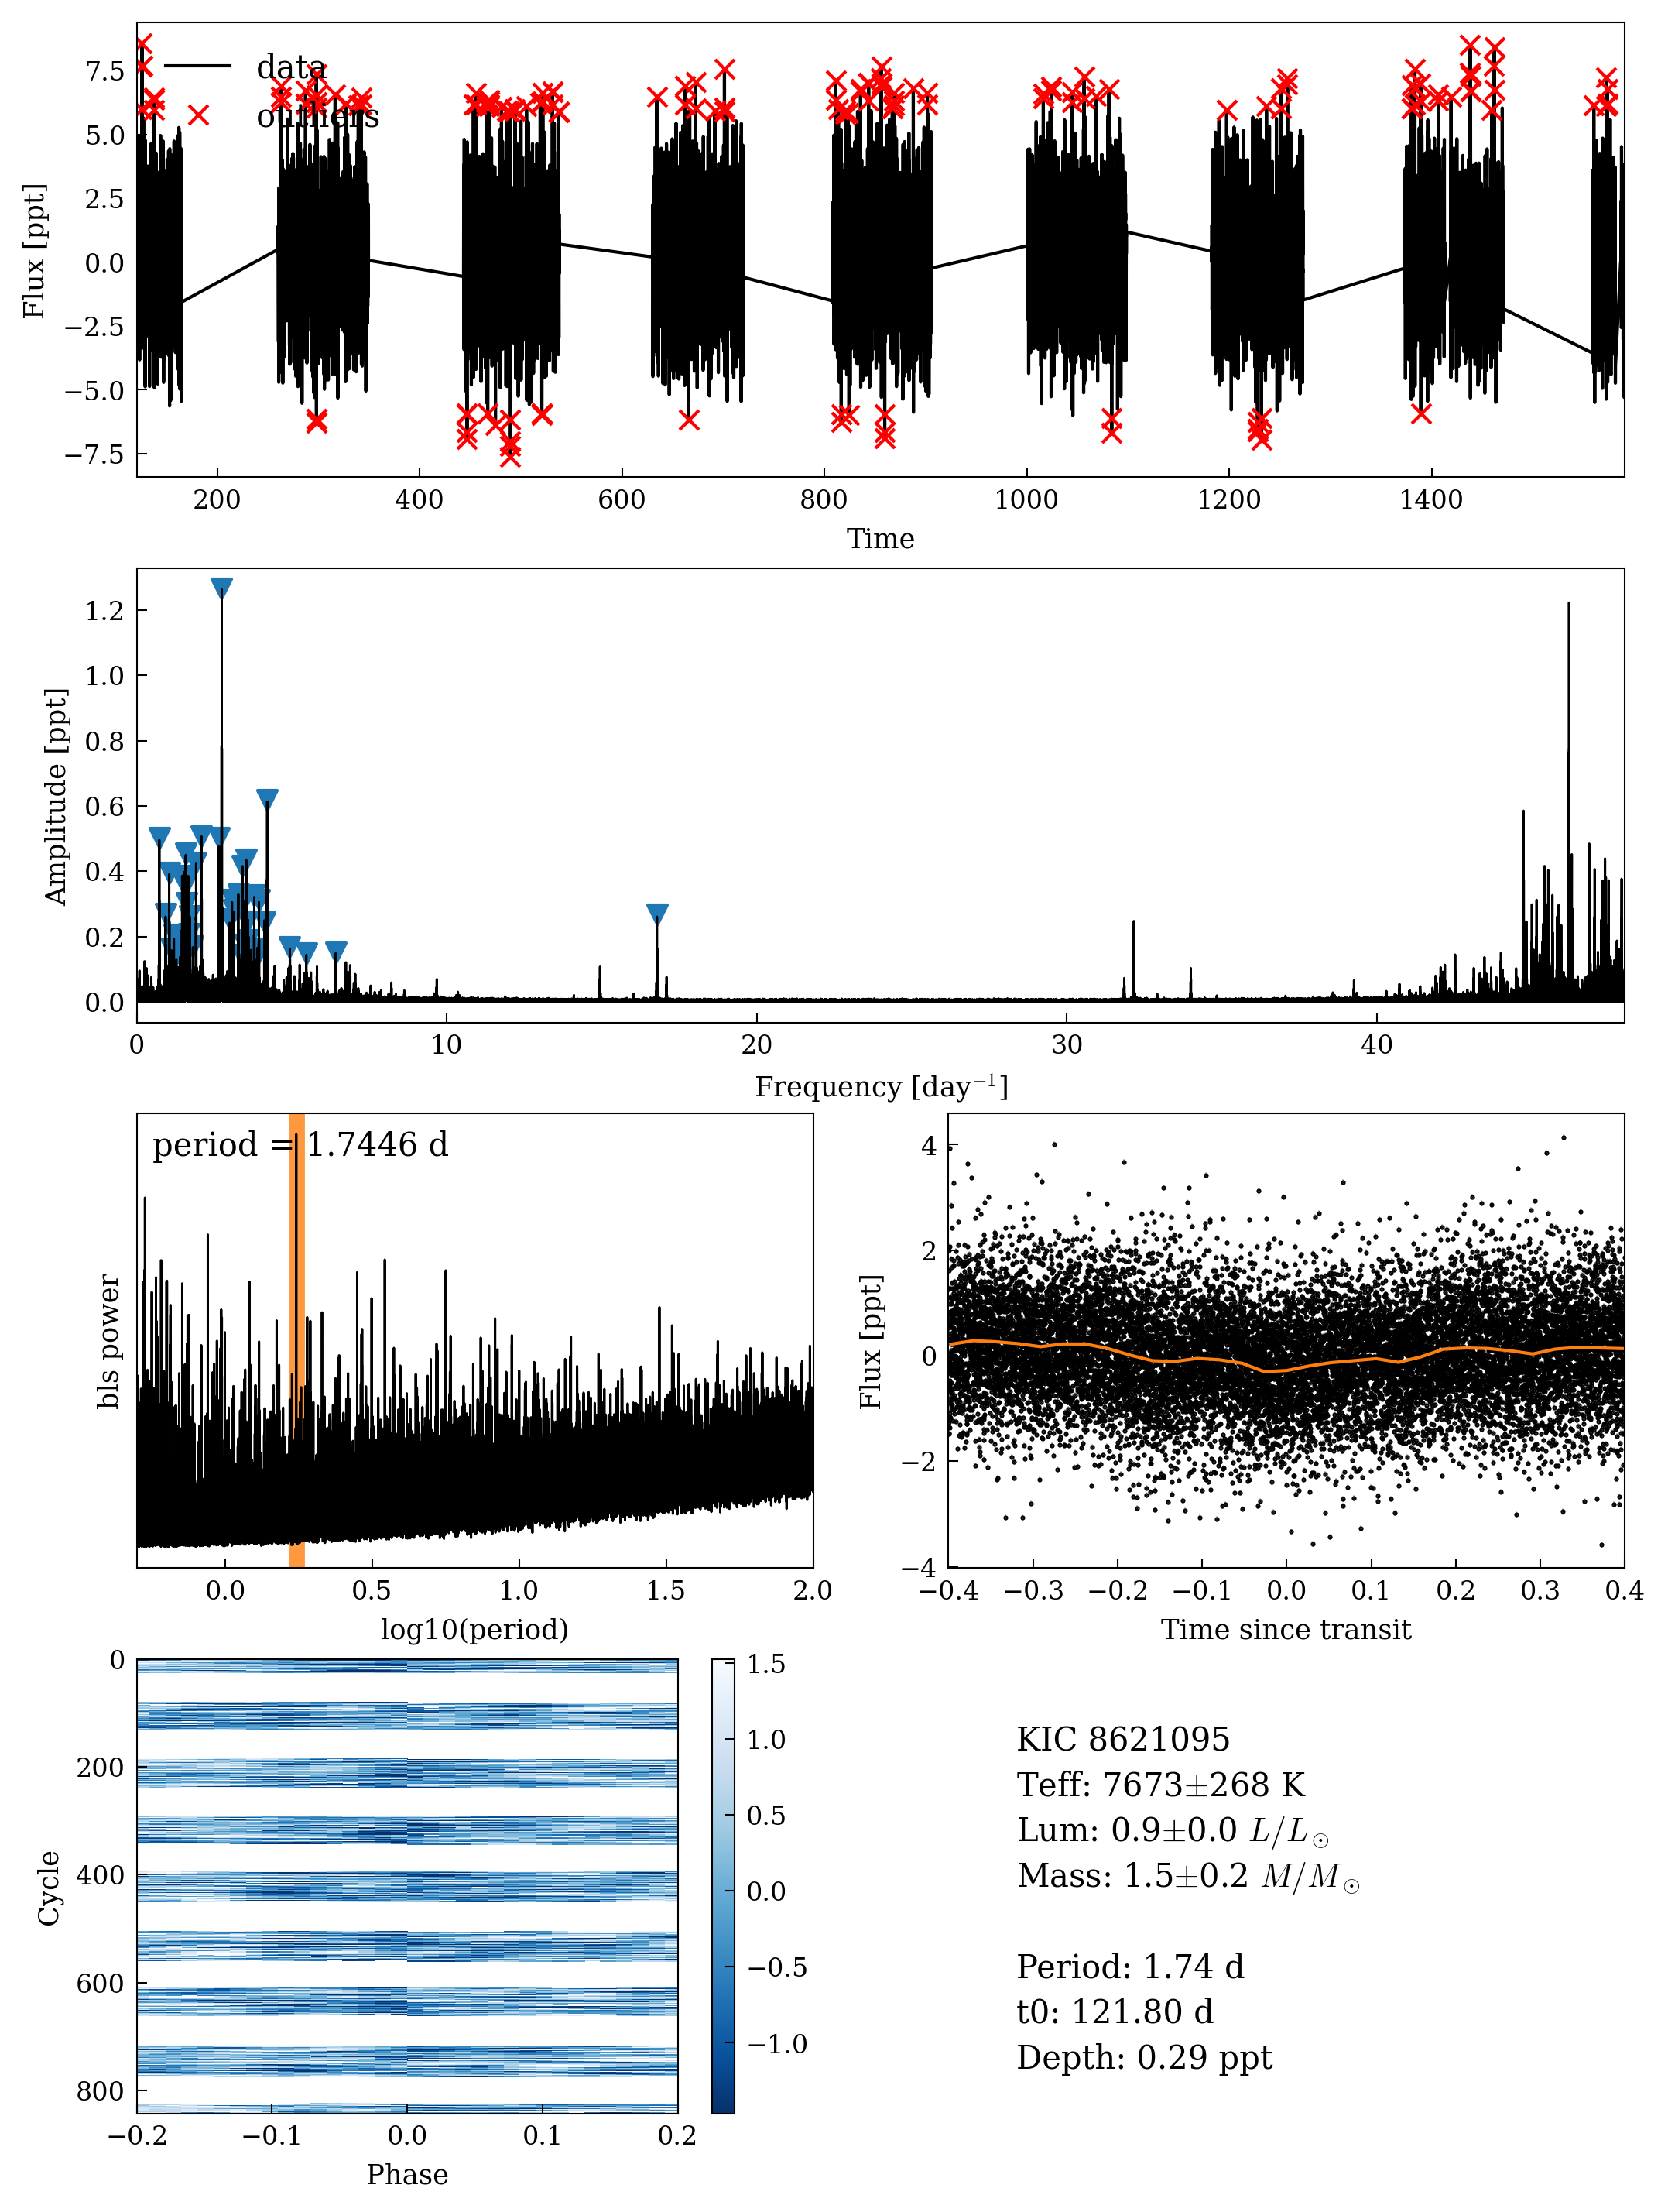 data
outliers
7.5
5.0
2.5
0.0
−2.5
−5.0
−7.5
Flux [ppt]
200 400 600 800 1000 1200 1400
Time
1.2
1.0
0.8
0.6
0.4
0.2
0.0
Amplitude [ppt]
0 10 20 30 40
Frequency [day⁻¹]
period = 1.7446 d
bls power
0.0 0.5 1.0 1.5 2.0
log10(period)
4
2
0
−2
−4
Flux [ppt]
−0.4 −0.3 −0.2 −0.1 0.0 0.1 0.2 0.3 0.4
Time since transit
0
200
400
600
800
Cycle
−0.2 −0.1 0.0 0.1 0.2
Phase
1.5
1.0
0.5
0.0
−0.5
−1.0
KIC 8621095
Teff: 7673±268 K
Lum: 0.9±0.0 L/L⊙
Mass: 1.5±0.2 M/M⊙
Period: 1.74 d
t0: 121.80 d
Depth: 0.29 ppt